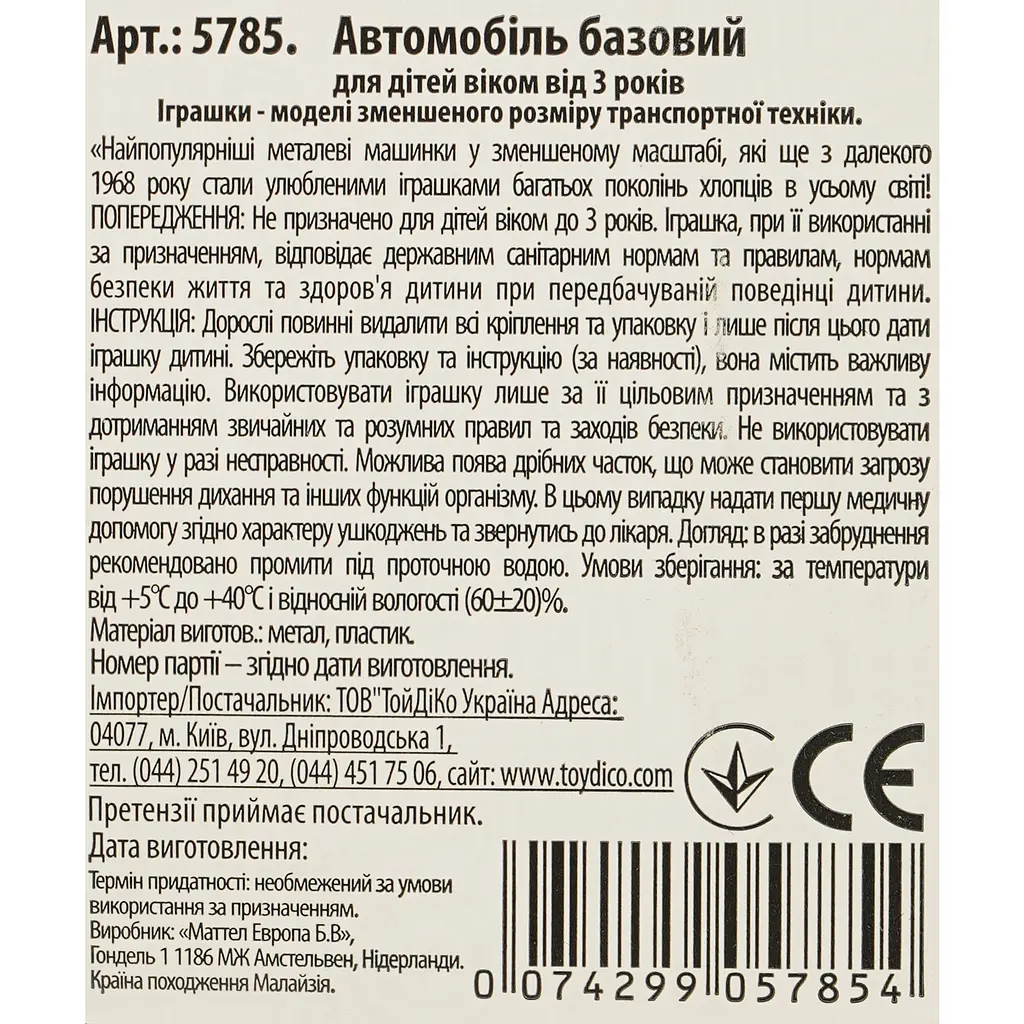 Арт.: 5785. Автомобіль базовий
для дітей віком від 3 років
Іграшки - моделі зменшеного розміру транспортної техніки.
«Найпопулярніші металеві машинки у зменшеному масштабі, які ще з далекого
1968 року стали улюбленими іграшками багатьох поколінь хлопців в усьому світі!
ПОПЕРЕДЖЕННЯ: Не призначено для дітей віком до 3 років. Іграшка, при її використанні
за призначенням, відповідає державним санітарним нормам та правилам, нормам
безпеки життя та здоров'я дитини при передбачуваній поведінці дитини.
ІНСТРУКЦІЯ: Дорослі повинні видалити всі кріплення та упаковку і лише після цього дати
іграшку дитині. Збережіть упаковку та інструкцію (за наявності), вона містить важливу
інформацію. Використовувати іграшку лише за її цільовим призначенням та з
дотриманням звичайних та розумних правил та заходів безпеки. Не використовувати
іграшку у разі несправності. Можлива поява дрібних часток, що може становити загрозу
порушення дихання та інших функцій організму. В цьому випадку надати першу медичну
допомогу згідно характеру ушкоджень та звернутись до лікаря. Догляд: в разі забруднення
рекомендовано промити під проточною водою. Умови зберігання: за температури
від +5°C до +40°C і відносній вологості (60±20)%.
Матеріал виготов.: метал, пластик.
Номер партії – згідно дати виготовлення.
Імпортер/Постачальник: ТОВ"ТойДіКо Україна Адреса:
04077, м. Київ, вул. Дніпроводська 1,
тел. (044) 251 49 20, (044) 451 75 06, сайт: www.toydico.com
Претензії приймає постачальник.
CE
Дата виготовлення:
Термін придатності: необмежений за умови
використання за призначенням.
Виробник: «Маттел Європа Б.В»,
Гондель 1 1186 МЖ Амстельвен, Нідерланди.
Країна походження Малайзія.
0 074299 057854